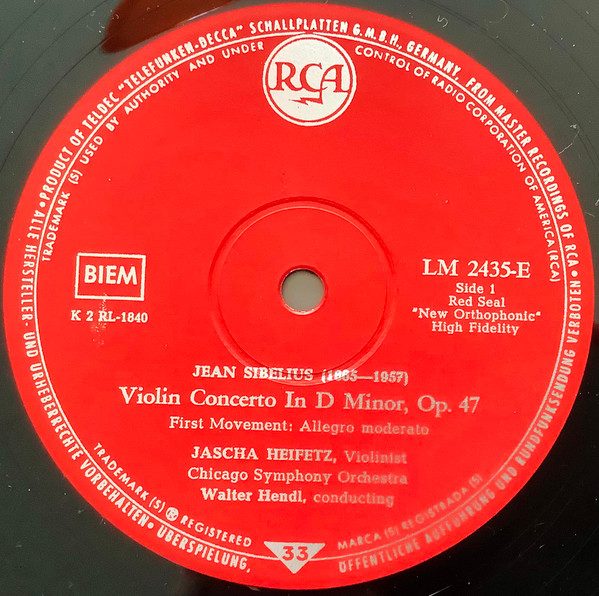 • PRODUCT OF TELDEC "TELEFUNKEN-DECCA" SCHALLPLATTEN G.M.B.H., GERMANY, FROM MASTER RECORDINGS OF RCA •
TRADEMARK (S) USED BY AUTHORITY AND UNDER CONTROL OF RADIO CORPORATION OF AMERICA (RCA)
RCA
BIEM
K 2 RL-1840
LM 2435-E
Side 1
Red Seal
"New Orthophonic"
High Fidelity
JEAN SIBELIUS (1865—1957)
Violin Concerto In D Minor, Op. 47
First Movement: Allegro moderato
JASCHA HEIFETZ, Violinist
Chicago Symphony Orchestra
Walter Hendl, conducting
TRADEMARK (S) ® REGISTERED
33
MARCA (S) REGISTRADA (S)
• ALLE HERSTELLER- UND URHEBERRECHTE VORBEHALTEN • ÜBERSPIELUNG, ÖFFENTLICHE AUFFÜHRUNG UND RUNDFUNKSENDUNG VERBOTEN